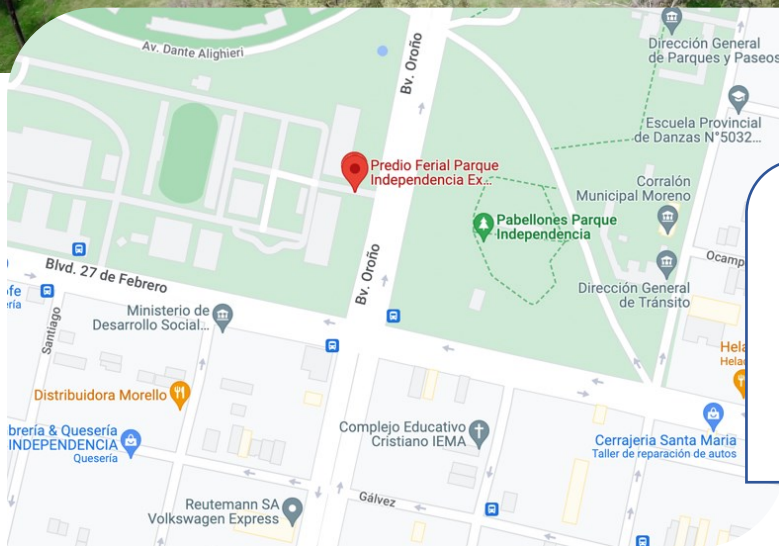 Dirección General
de Parques y Paseos
Av. Dante Alighieri
Bv. Oroño
Escuela Provincial
de Danzas N°5032...
Predio Ferial Parque
Independencia Ex...
Corralón
Municipal Moreno
Pabellones Parque
Independencia
Ocamp
Blvd. 27 de Febrero
Bv. Oroño
Dirección General
de Tránsito
fe
ería
Santiago
Ministerio de
Desarrollo Social...
Hela
Helad
Distribuidora Morello
brería & Quesería
INDEPENDENCIA
Quesería
Complejo Educativo
Cristiano IEMA
Cerrajeria Santa Maria
Taller de reparación de autos
Reutemann SA
Volkswagen Express
Gálvez